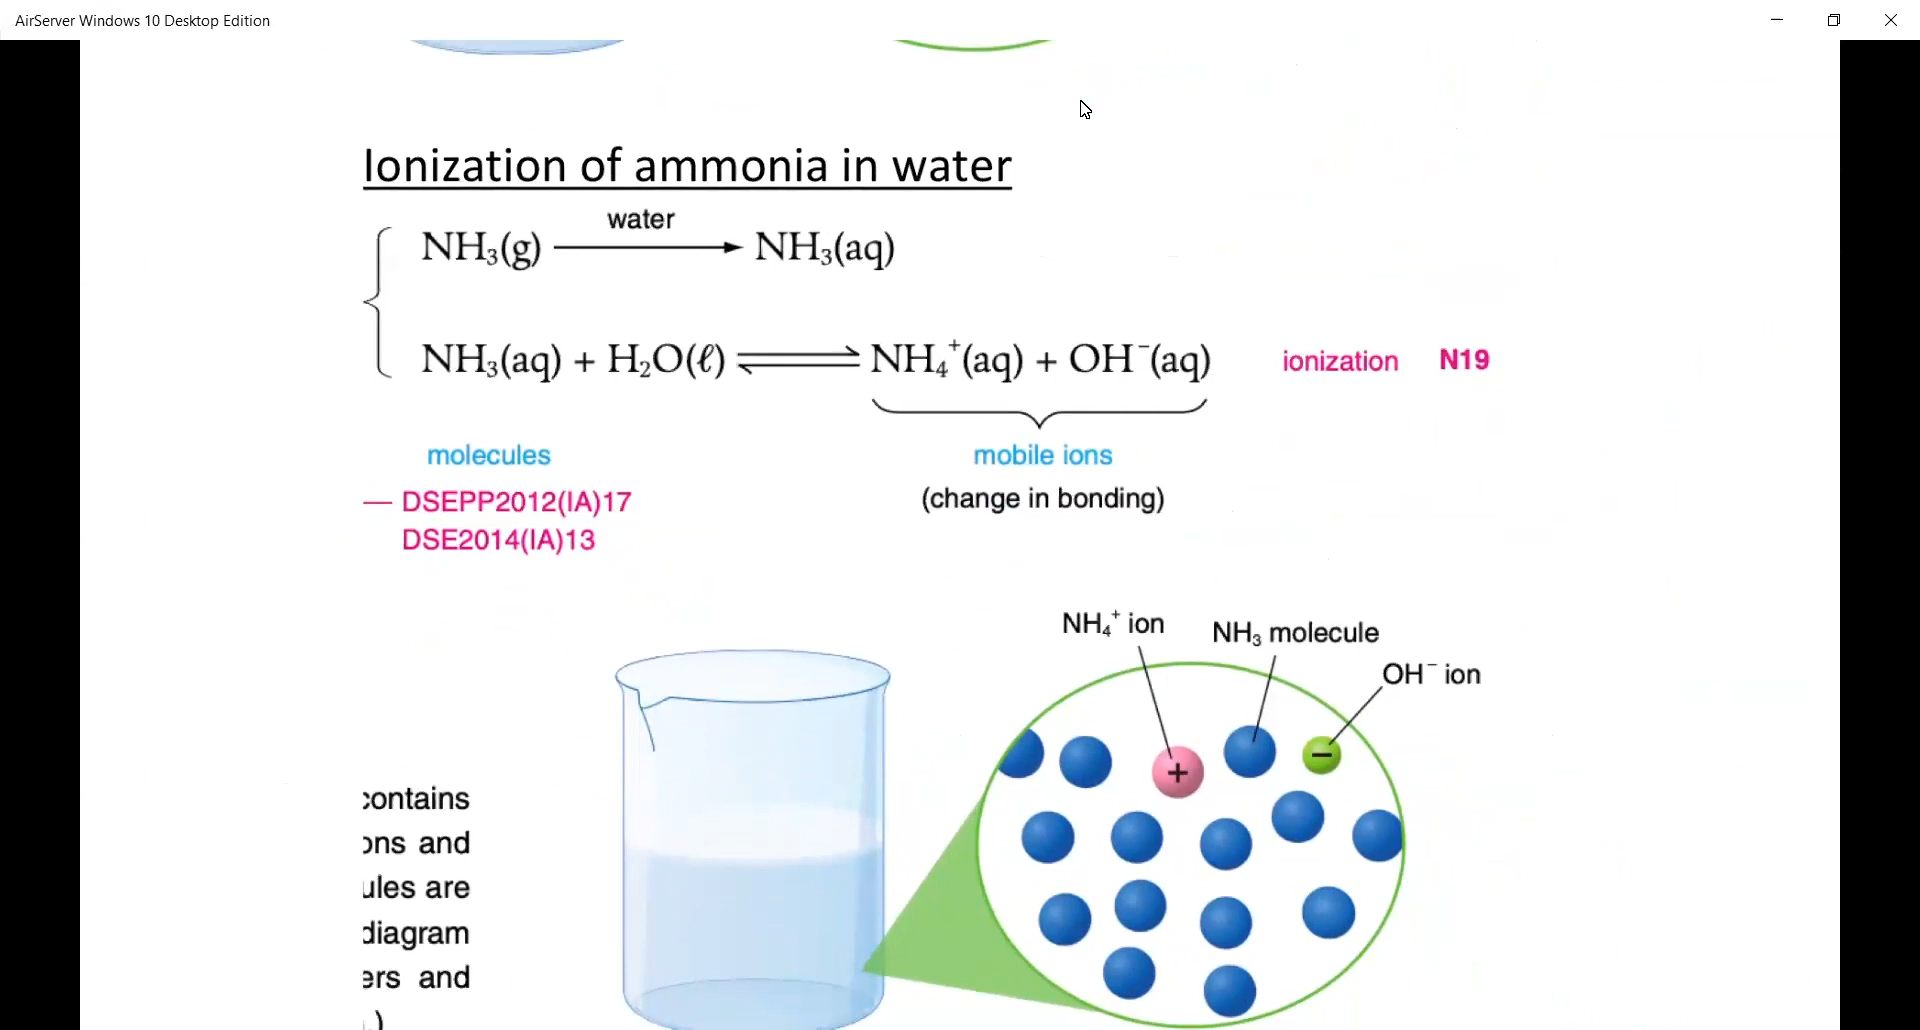 AirServer Windows 10 Desktop Edition
Ionization of ammonia in water
water
NH₃(g) ⟶ NH₃(aq)
NH₃(aq) + H₂O(ℓ) ⇌ NH₄⁺(aq) + OH⁻(aq) ionization N19
molecules mobile ions
(change in bonding)
— DSEPP2012(IA)17
DSE2014(IA)13
NH₄⁺ ion
NH₃ molecule
OH⁻ ion
+
−
contains
ons and
ules are
diagram
ers and
.)